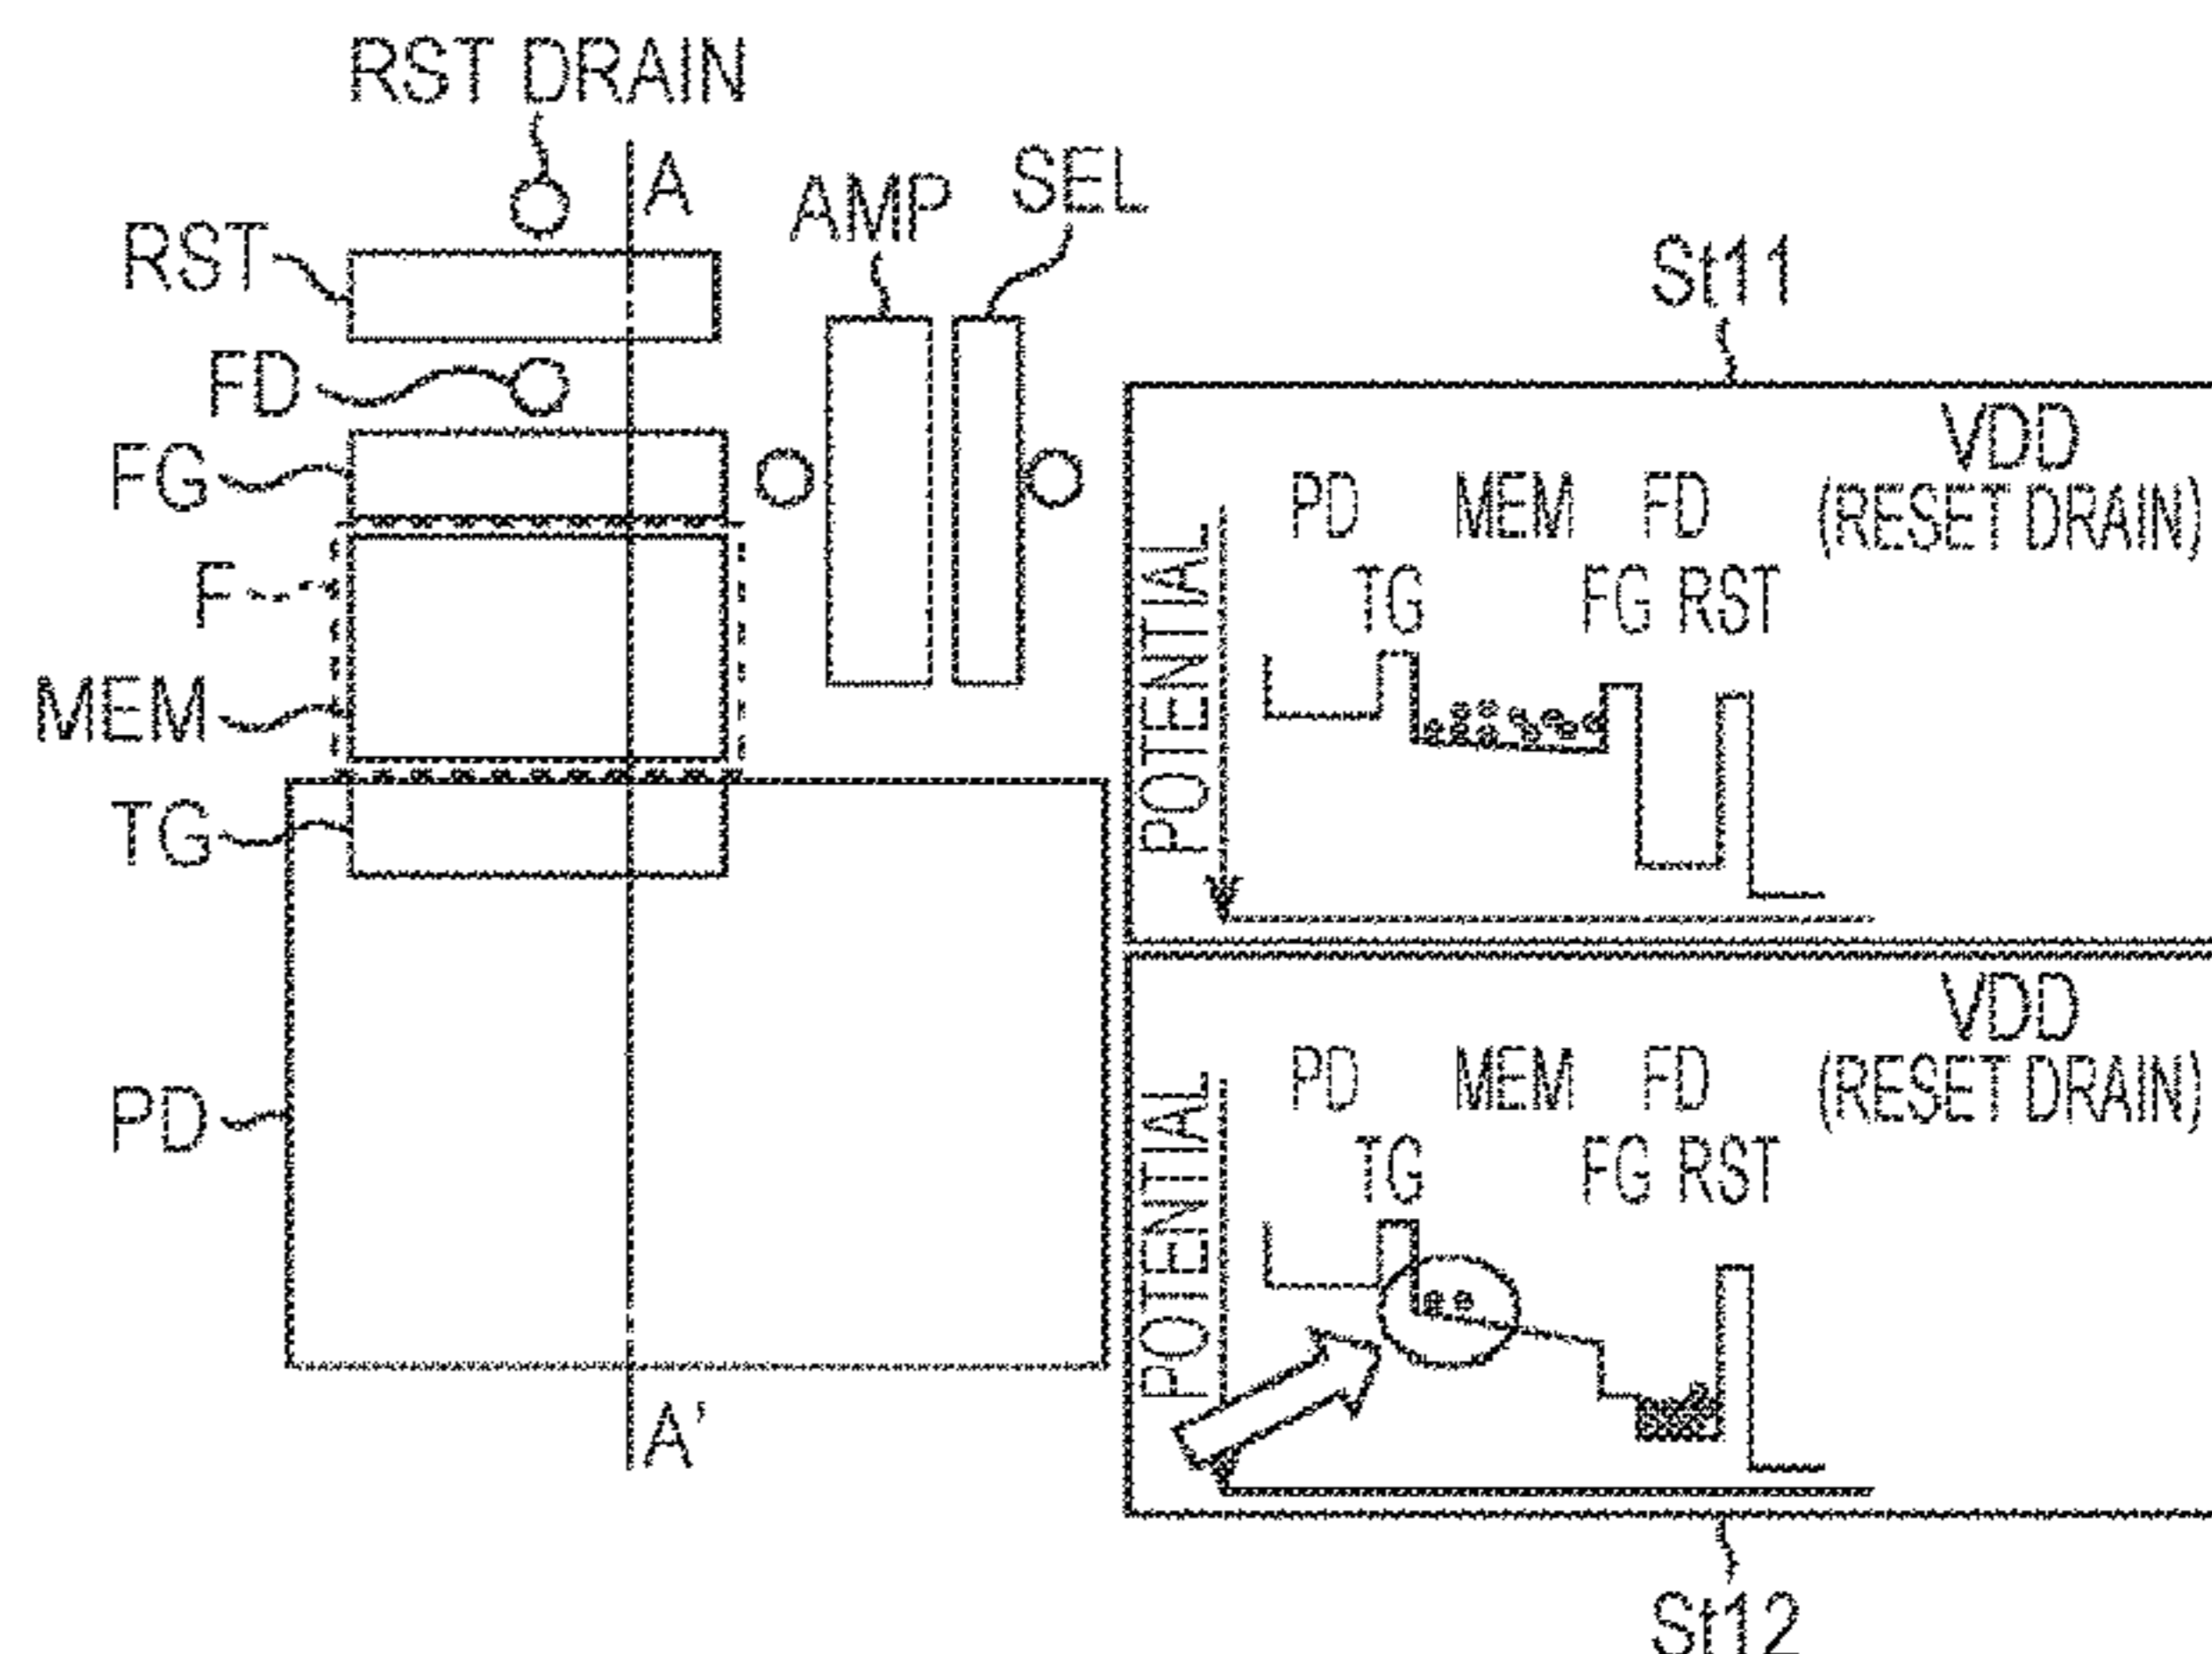 RST DRAIN
A
RST
AMP
SEL
FD
FG
F
MEM
TG
PD
A'
St11
VDD
(RESET DRAIN)
PD
MEM
FD
TG
FG
RST
POTENTIAL
VDD
(RESET DRAIN)
PD
MEM
FD
TG
FG
RST
POTENTIAL
St12